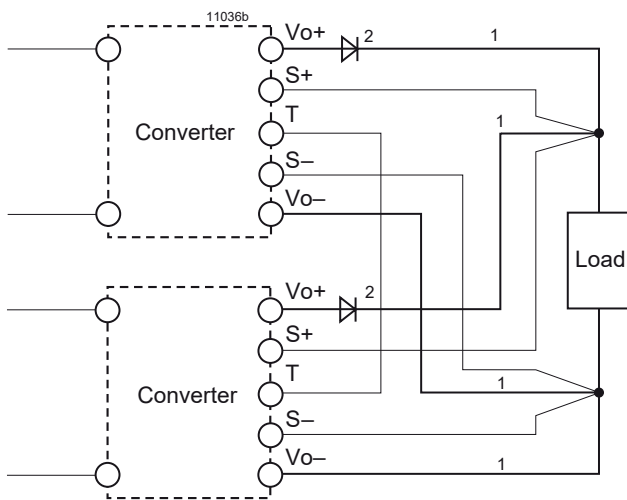 11036b
Vo+
2
1
S+
T
1
Converter
S–
Vo–
Load
Vo+
2
S+
T
1
Converter
S–
Vo–
1